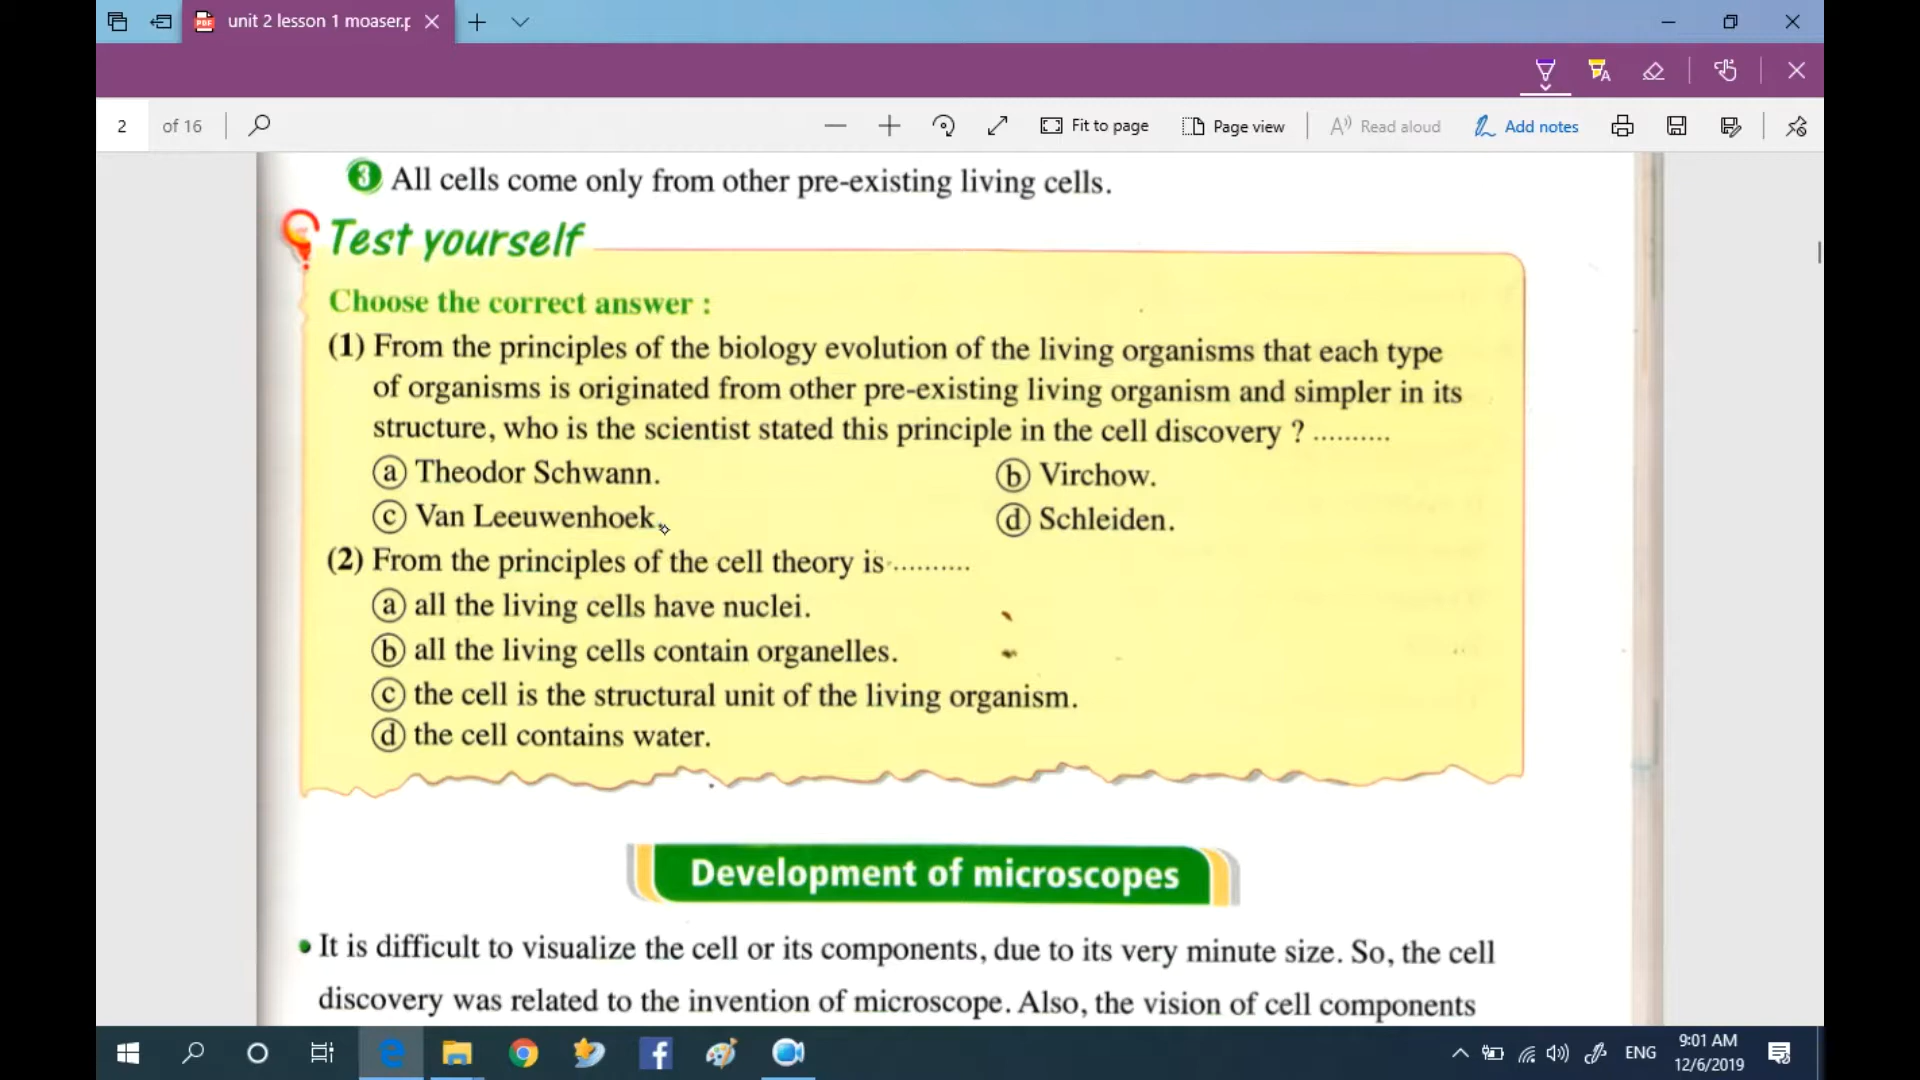 unit 2 lesson 1 moaser.p
2 of 16
Fit to page
Page view
Read aloud
Add notes
3 All cells come only from other pre-existing living cells.
Test yourself
Choose the correct answer :
(1) From the principles of the biology evolution of the living organisms that each type
of organisms is originated from other pre-existing living organism and simpler in its
structure, who is the scientist stated this principle in the cell discovery ? ..........
a Theodor Schwann.
b Virchow.
c Van Leeuwenhoek.
d Schleiden.
(2) From the principles of the cell theory is ..........
a all the living cells have nuclei.
b all the living cells contain organelles.
c the cell is the structural unit of the living organism.
d the cell contains water.
Development of microscopes
• It is difficult to visualize the cell or its components, due to its very minute size. So, the cell
discovery was related to the invention of microscope. Also, the vision of cell components
ENG
9:01 AM
12/6/2019